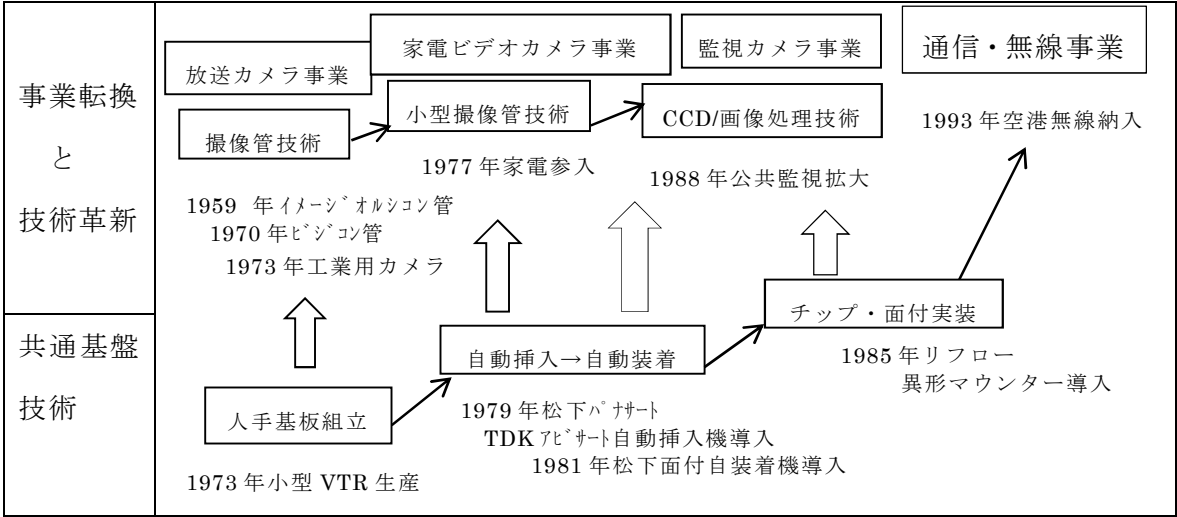 事業転換
と
技術革新
放送カメラ事業
家電ビデオカメラ事業
監視カメラ事業
通信・無線事業
撮像管技術
小型撮像管技術
CCD/画像処理技術
1993 年空港無線納入
1977 年家電参入
1988 年公共監視拡大
1959 年ｲﾒｰｼﾞｵﾙｼｺﾝ管
1970 年ﾋﾞｼﾞｺﾝ管
1973 年工業用カメラ
共通基盤
技術
人手基板組立
自動挿入→自動装着
チップ・面付実装
1973 年小型 VTR 生産
1979 年松下ﾊﾟﾅｻｰﾄ
TDK ｱﾋﾞｻｰﾄ自動挿入機導入
1981 年松下面付自装着機導入
1985 年リフロー
異形マウンター導入